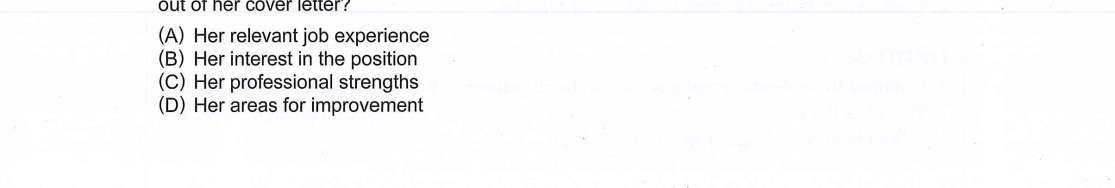 out of her cover letter?
(A) Her relevant job experience
(B) Her interest in the position
(C) Her professional strengths
(D) Her areas for improvement